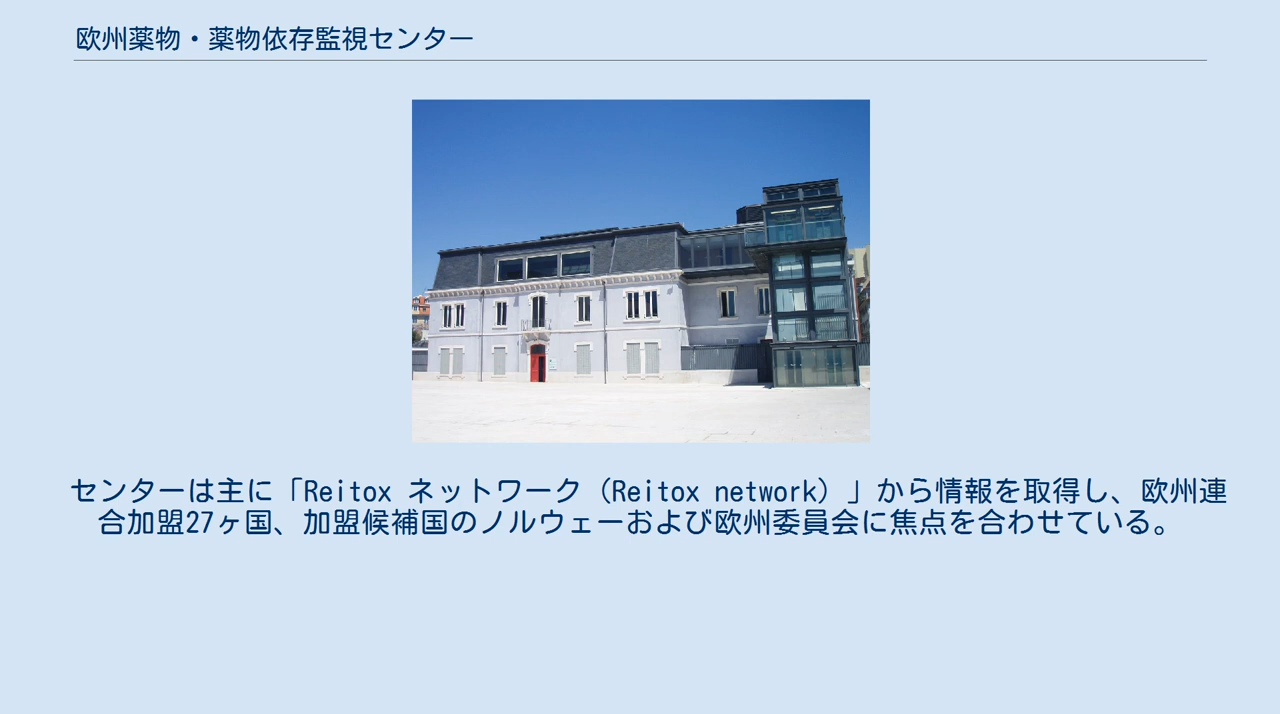 欧州薬物・薬物依存監視センター
センターは主に「Reitox ネットワーク（Reitox network）」から情報を取得し、欧州連
合加盟27ヶ国、加盟候補国のノルウェーおよび欧州委員会に焦点を合わせている。